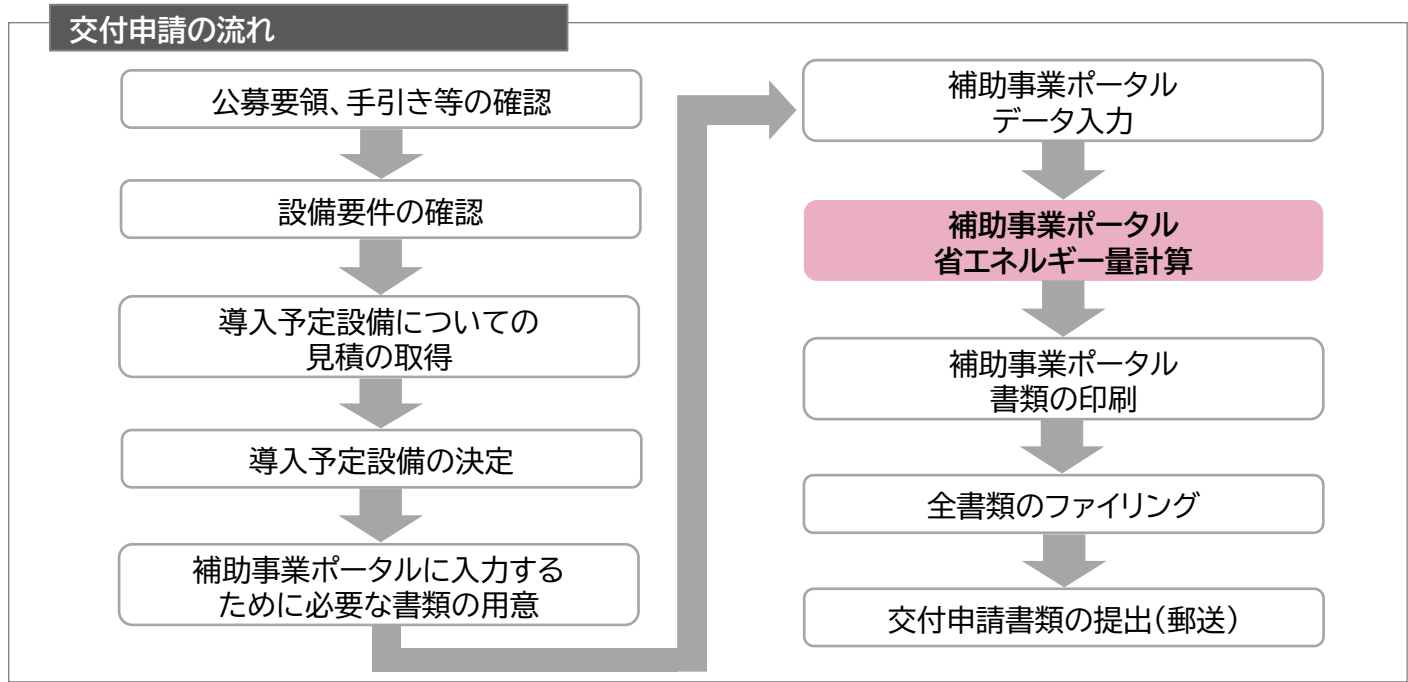 交付申請の流れ
公募要領、手引き等の確認
設備要件の確認
導入予定設備についての
見積の取得
導入予定設備の決定
補助事業ポータルに入力する
ために必要な書類の用意
補助事業ポータル
データ入力
補助事業ポータル
省エネルギー量計算
補助事業ポータル
書類の印刷
全書類のファイリング
交付申請書類の提出(郵送)